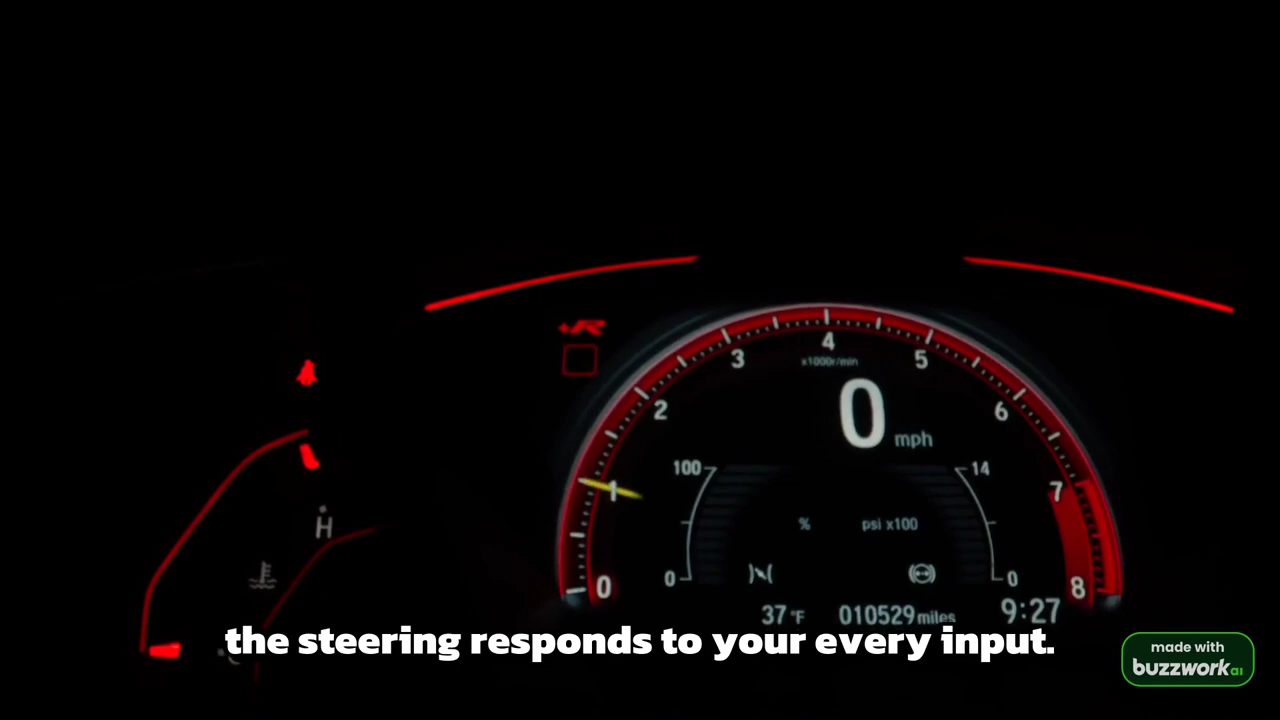 +R
4
3
5
x1000r/min
2
0
6
mph
100
14
1
7
%
psi x100
H
0
0
0
8
37 °F
010529 miles
9:27
the steering responds to your every input.
made with
buzzwork.ai